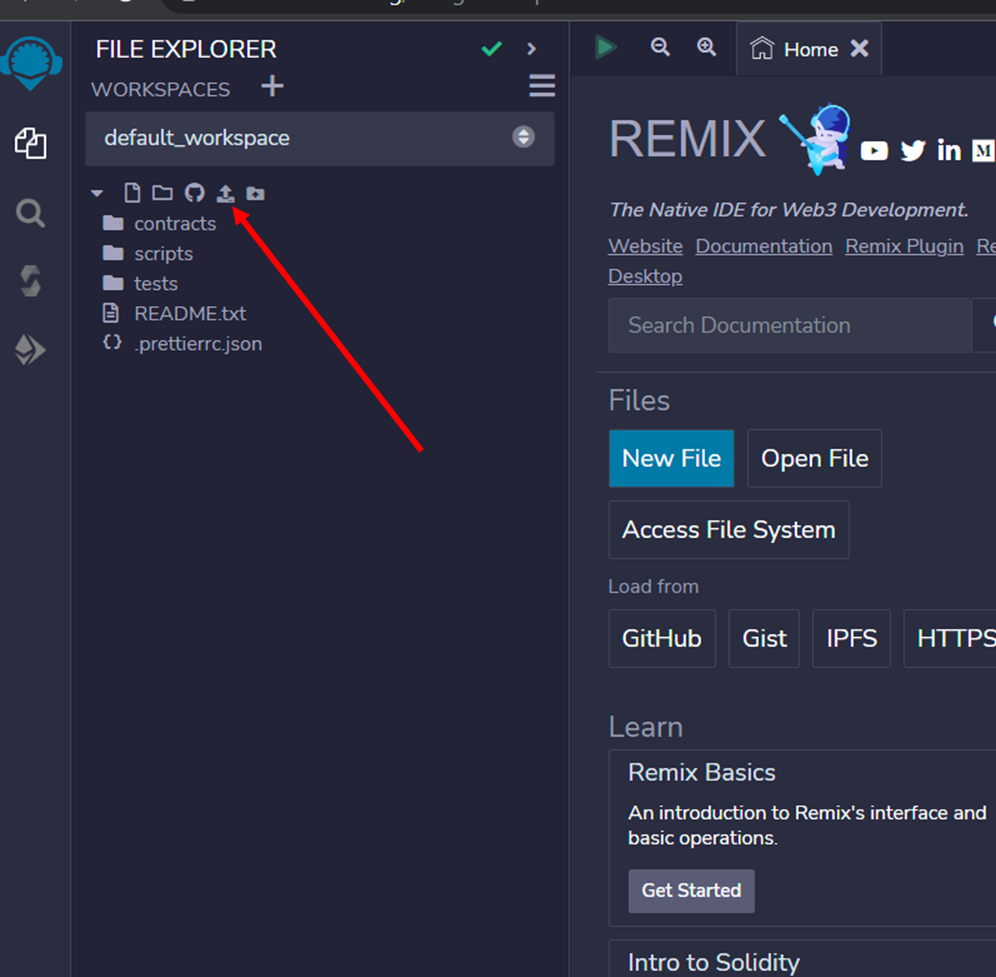 FILE EXPLORER
WORKSPACES
default_workspace
contracts
scripts
tests
README.txt
.prettierrc.json
Home
REMIX
The Native IDE for Web3 Development.
Website Documentation Remix Plugin Re
Desktop
Search Documentation
Files
New File Open File
Access File System
Load from
GitHub Gist IPFS HTTPS
Learn
Remix Basics
An introduction to Remix's interface and
basic operations.
Get Started
Intro to Solidity